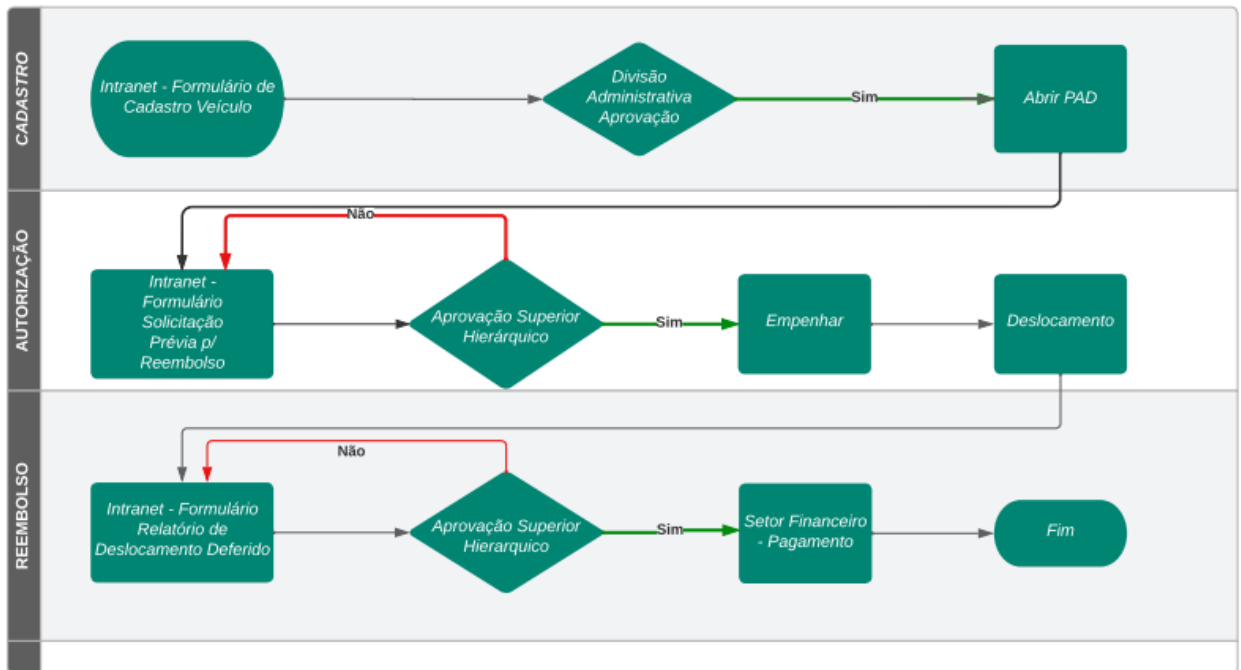 CADASTRO
Intranet - Formulário de
Cadastro Veículo
Divisão
Administrativa
Aprovação
Sim
Abrir PAD
AUTORIZAÇÃO
Não
Intranet -
Formulário
Solicitação
Prévia p/
Reembolso
Aprovação Superior
Hierárquico
Sim
Empenhar
Deslocamento
REEMBOLSO
Não
Intranet - Formulário
Relatório de
Deslocamento Deferido
Aprovação Superior
Hierarquico
Sim
Setor Financeiro
- Pagamento
Fim